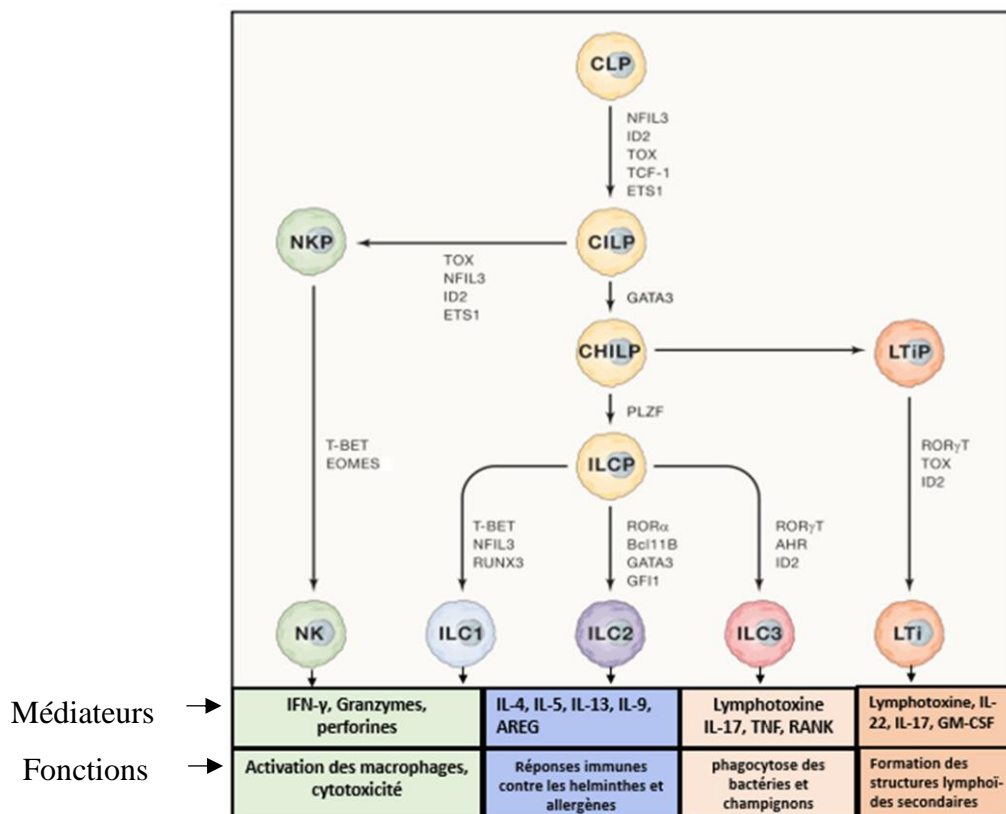 CLP
NFIL3
ID2
TOX
TCF-1
ETS1
NKP
CILP
TOX
NFIL3
ID2
ETS1
GATA3
CHILP
LTiP
PLZF
T-BET
EOMES
ILCP
RORγT
TOX
ID2
T-BET
NFIL3
RUNX3
RORα
Bcl11B
GATA3
GFI1
RORγT
AHR
ID2
NK
ILC1
ILC2
ILC3
LTi
Médiateurs
IFN-γ, Granzymes,
perforines
IL-4, IL-5, IL-13, IL-9,
AREG
Lymphotoxine
IL-17, TNF, RANK
Lymphotoxine, IL-
22, IL-17, GM-CSF
Fonctions
Activation des macrophages,
cytotoxicité
Réponses immunes
contre les helminthes et
allergènes
phagocytose des
bactéries et
champignons
Formation des
structures lymphoï-
des secondaires